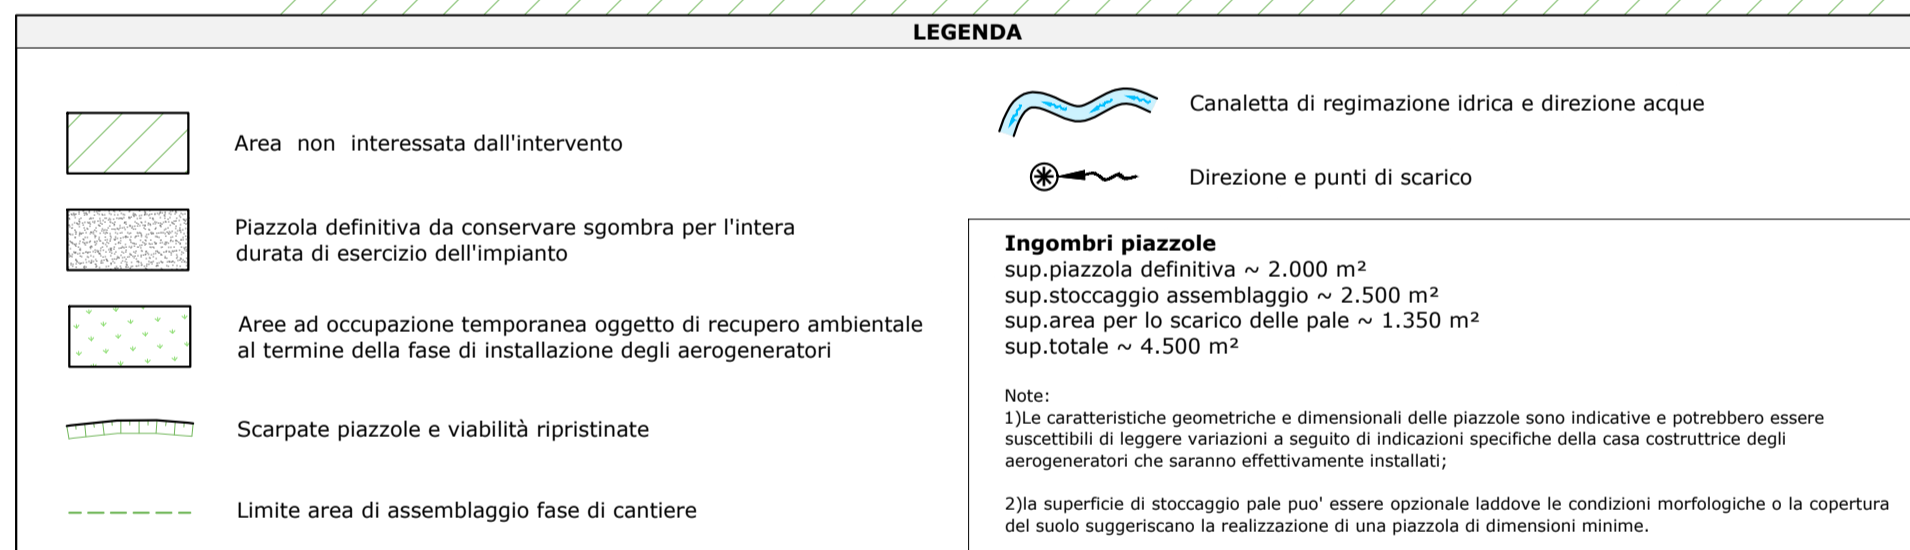 LEGENDA
Area non interessata dall'intervento
Piazzola definitiva da conservare sgombra per l'intera
durata di esercizio dell'impianto
Aree ad occupazione temporanea oggetto di recupero ambientale
al termine della fase di installazione degli aerogeneratori
Scarpate piazzole e viabilità ripristinate
Limite area di assemblaggio fase di cantiere
Canaletta di regimazione idrica e direzione acque
Direzione e punti di scarico
Ingombri piazzole
sup.piazzola definitiva ~ 2.000 m²
sup.stoccaggio assemblaggio ~ 2.500 m²
sup.area per lo scarico delle pale ~ 1.350 m²
sup.totale ~ 4.500 m²
Note:
1)Le caratteristiche geometriche e dimensionali delle piazzole sono indicative e potrebbero essere
suscettibili di leggere variazioni a seguito di indicazioni specifiche della casa costruttrice degli
aerogeneratori che saranno effettivamente installati;
2)la superficie di stoccaggio pale puo' essere opzionale laddove le condizioni morfologiche o la copertura
del suolo suggeriscano la realizzazione di una piazzola di dimensioni minime.